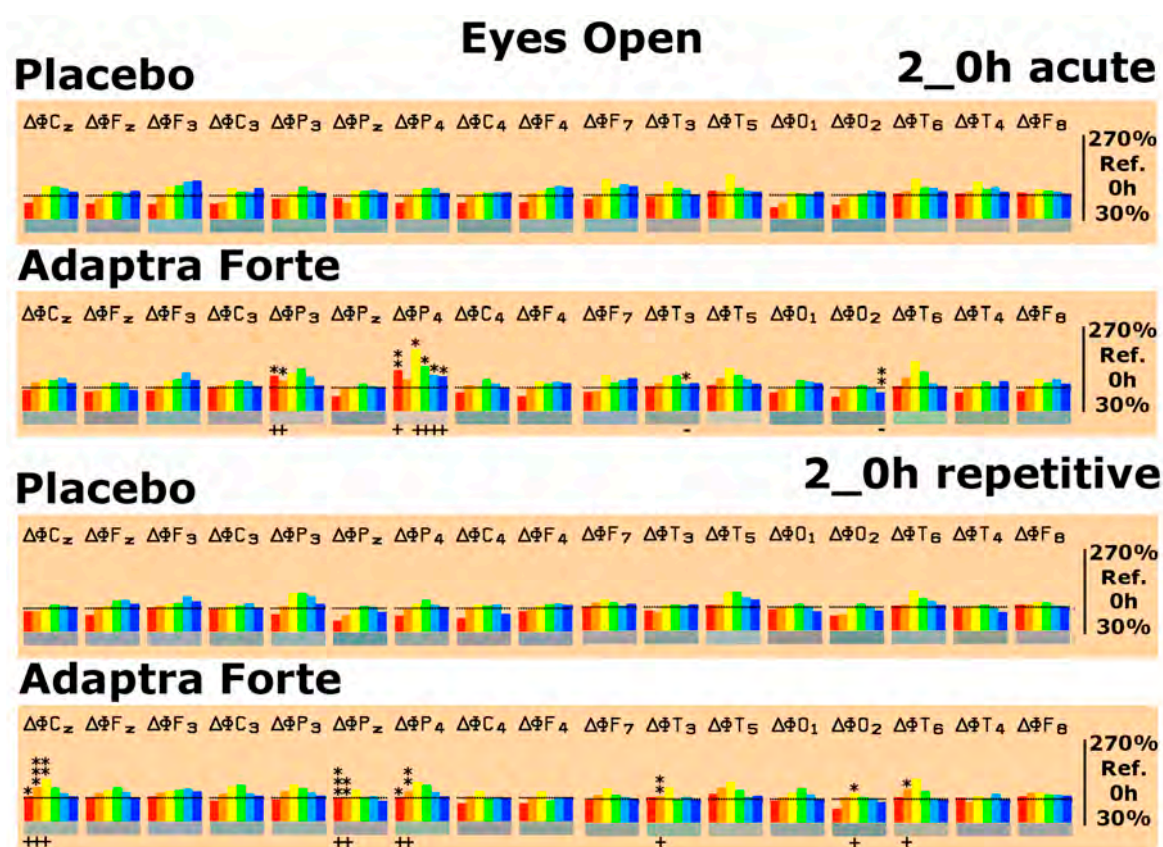 Eyes Open
Placebo 2_0h acute
ΔΦCz ΔΦFz ΔΦF3 ΔΦC3 ΔΦP3 ΔΦPz ΔΦP4 ΔΦC4 ΔΦF4 ΔΦF7 ΔΦT3 ΔΦT5 ΔΦO1 ΔΦO2 ΔΦT6 ΔΦT4 ΔΦF8
270%
Ref.
0h
30%
Adaptra Forte
ΔΦCz ΔΦFz ΔΦF3 ΔΦC3 ΔΦP3 ΔΦPz ΔΦP4 ΔΦC4 ΔΦF4 ΔΦF7 ΔΦT3 ΔΦT5 ΔΦO1 ΔΦO2 ΔΦT6 ΔΦT4 ΔΦF8
270%
Ref.
0h
30%
** ** * * ** * **
++ + ++++ - -
Placebo 2_0h repetitive
ΔΦCz ΔΦFz ΔΦF3 ΔΦC3 ΔΦP3 ΔΦPz ΔΦP4 ΔΦC4 ΔΦF4 ΔΦF7 ΔΦT3 ΔΦT5 ΔΦO1 ΔΦO2 ΔΦT6 ΔΦT4 ΔΦF8
270%
Ref.
0h
30%
Adaptra Forte
ΔΦCz ΔΦFz ΔΦF3 ΔΦC3 ΔΦP3 ΔΦPz ΔΦP4 ΔΦC4 ΔΦF4 ΔΦF7 ΔΦT3 ΔΦT5 ΔΦO1 ΔΦO2 ΔΦT6 ΔΦT4 ΔΦF8
270%
Ref.
0h
30%
+++ ++ ++ + + +